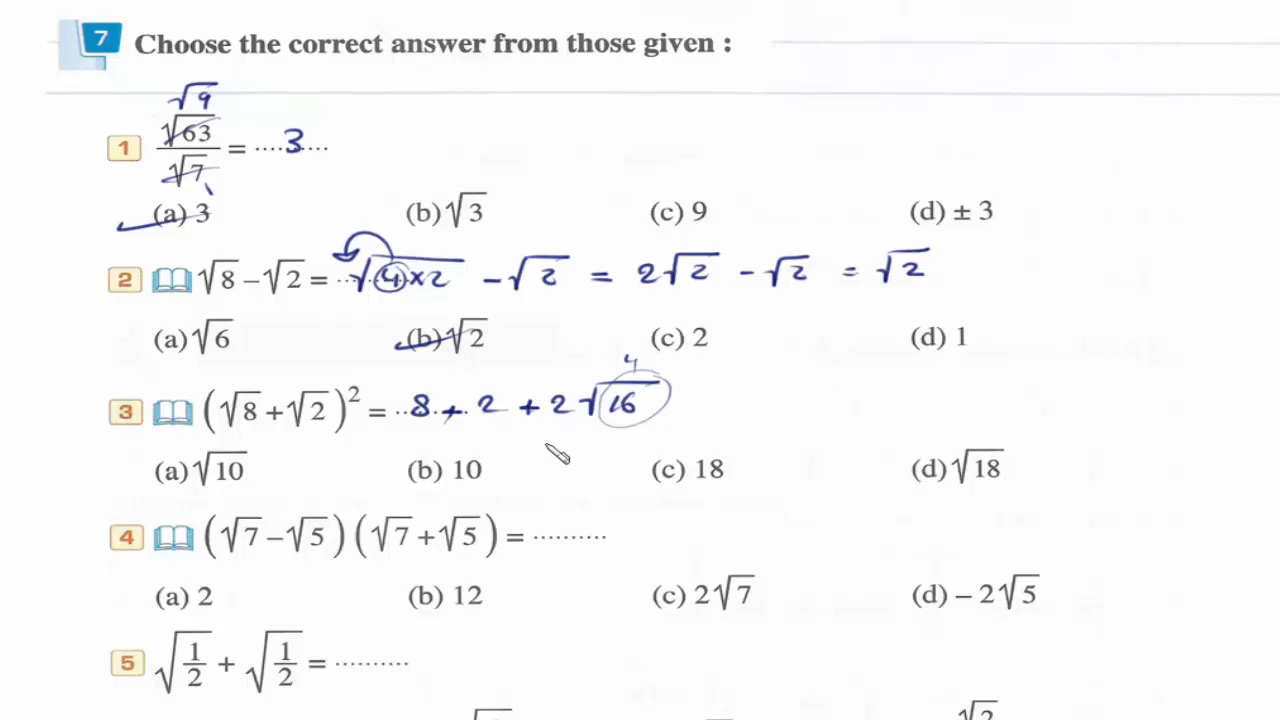 7 Choose the correct answer from those given :
√9
1 √63 / √7 = ....3....
1
(a) 3 (b) √3 (c) 9 (d) ± 3
2 √8 – √2 = ..... √4×2 - √2 = 2√2 - √2 = √2
(a) √6 (b) √2 (c) 2 (d) 1
4
3 (√8 + √2)² = .. 8 + 2 + 2√16
(a) √10 (b) 10 (c) 18 (d) √18
4 (√7 – √5) (√7 + √5) = ..........
(a) 2 (b) 12 (c) 2√7 (d) – 2√5
5 √1/2 + √1/2 = ..........